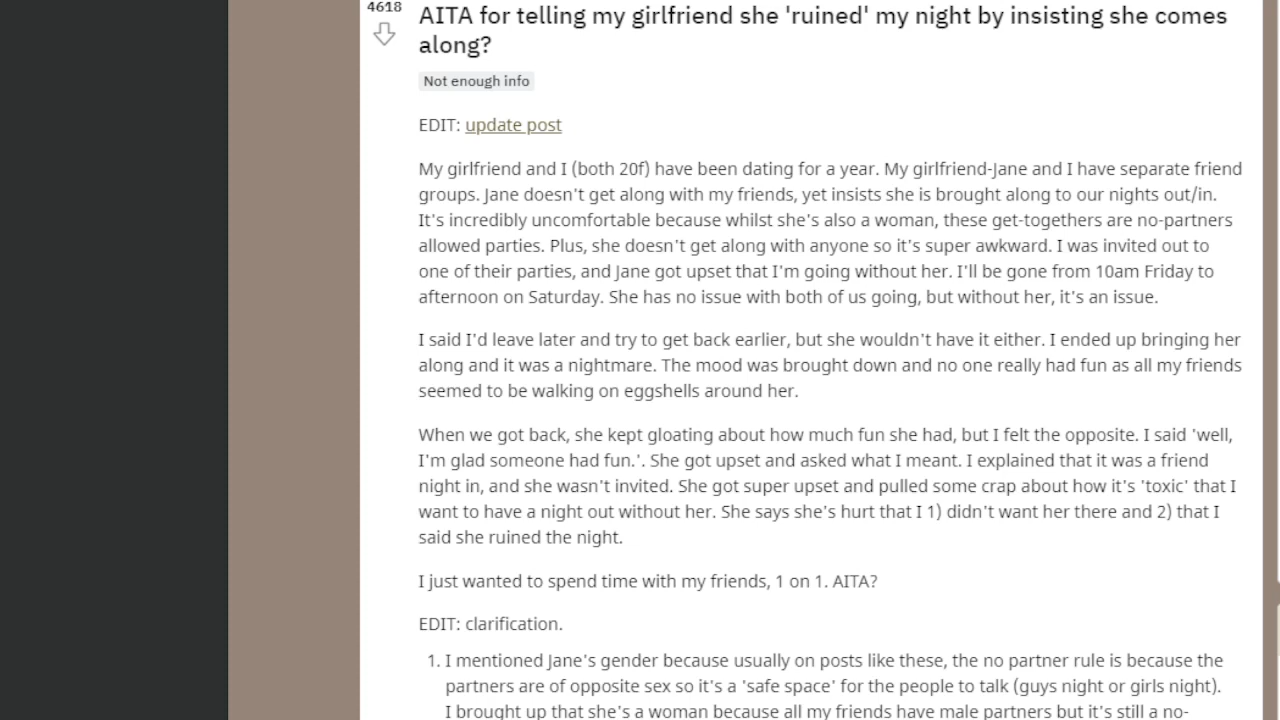 4618
AITA for telling my girlfriend she 'ruined' my night by insisting she comes
along?
Not enough info
EDIT: update post
My girlfriend and I (both 20f) have been dating for a year. My girlfriend-Jane and I have separate friend
groups. Jane doesn't get along with my friends, yet insists she is brought along to our nights out/in.
It's incredibly uncomfortable because whilst she's also a woman, these get-togethers are no-partners
allowed parties. Plus, she doesn't get along with anyone so it's super awkward. I was invited out to
one of their parties, and Jane got upset that I'm going without her. I'll be gone from 10am Friday to
afternoon on Saturday. She has no issue with both of us going, but without her, it's an issue.
I said I'd leave later and try to get back earlier, but she wouldn't have it either. I ended up bringing her
along and it was a nightmare. The mood was brought down and no one really had fun as all my friends
seemed to be walking on eggshells around her.
When we got back, she kept gloating about how much fun she had, but I felt the opposite. I said 'well,
I'm glad someone had fun.'. She got upset and asked what I meant. I explained that it was a friend
night in, and she wasn't invited. She got super upset and pulled some crap about how it's 'toxic' that I
want to have a night out without her. She says she's hurt that I 1) didn't want her there and 2) that I
said she ruined the night.
I just wanted to spend time with my friends, 1 on 1. AITA?
EDIT: clarification.
1. I mentioned Jane's gender because usually on posts like these, the no partner rule is because the
partners are of opposite sex so it's a 'safe space' for the people to talk (guys night or girls night).
I brought up that she's a woman because all my friends have male partners but it's still a no-